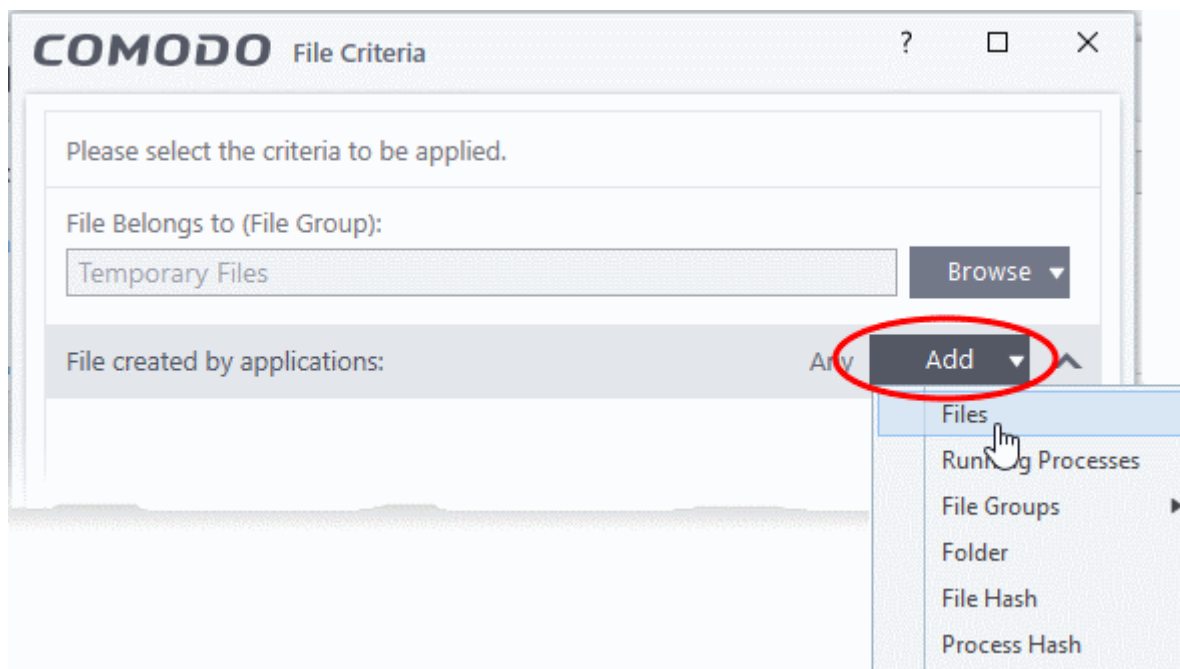 COMODO File Criteria ?
Please select the criteria to be applied.
File Belongs to (File Group):
Temporary Files Browse
File created by applications: Any Add
Files
Running Processes
File Groups
Folder
File Hash
Process Hash